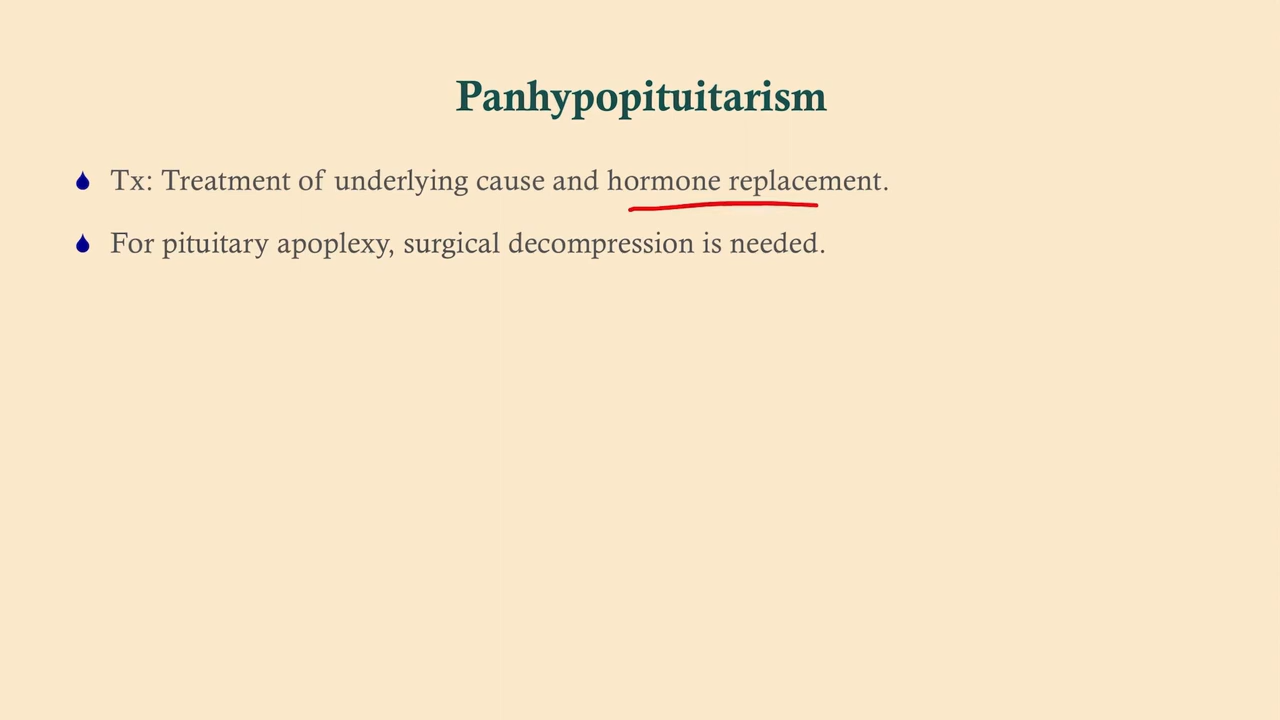 Panhypopituitarism
Tx: Treatment of underlying cause and hormone replacement.
For pituitary apoplexy, surgical decompression is needed.